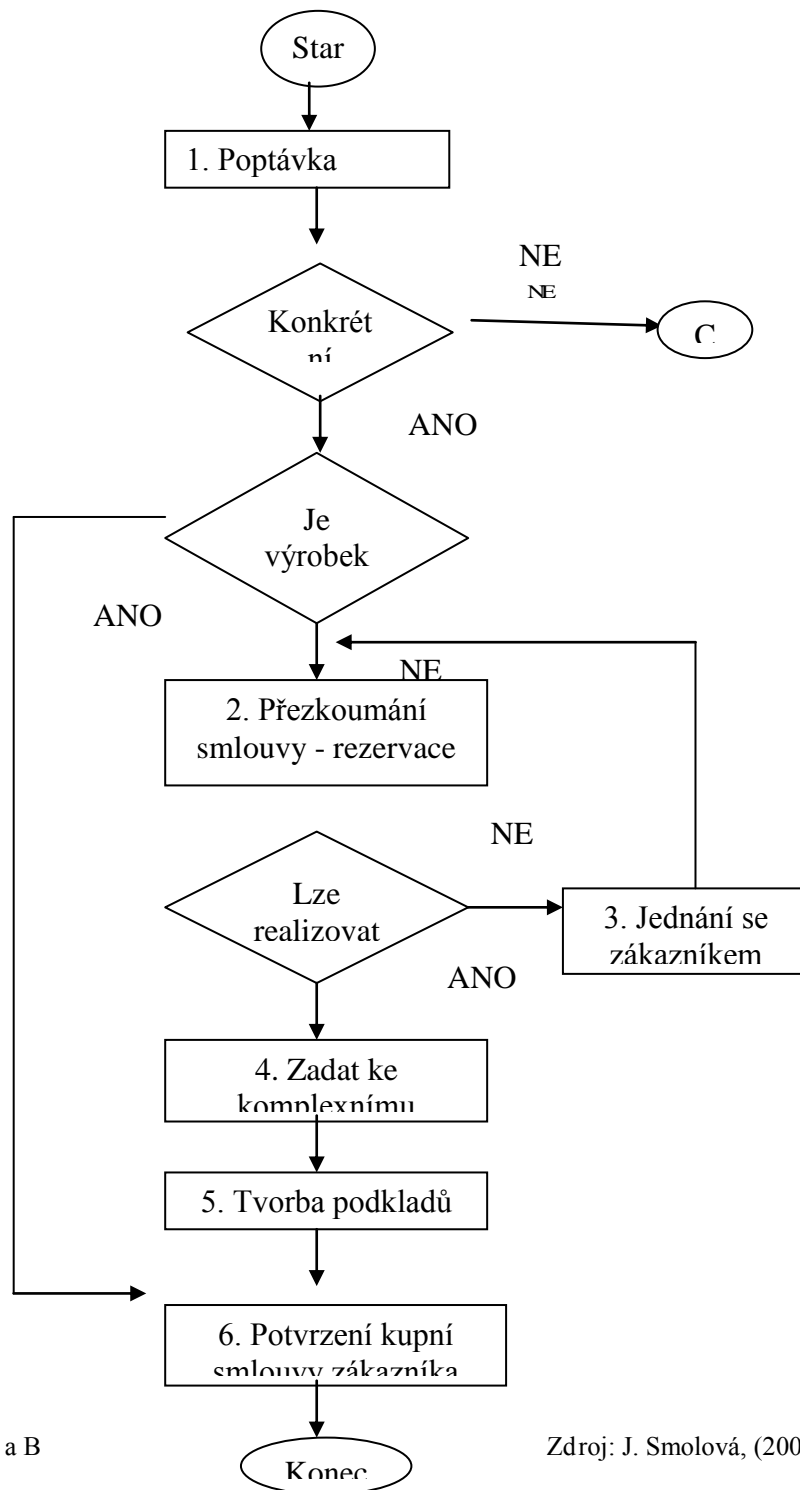 Star
1. Poptávka
NE
NE
Konkrét
ní
C
ANO
Je
výrobek
ANO
NE
2. Přezkoumání
smlouvy - rezervace
NE
Lze
realizovat
3. Jednání se
zákazníkem
ANO
4. Zadat ke
komplexnímu
5. Tvorba podkladů
6. Potvrzení kupní
smlouvy zákazníka
a B
Zdroj: J. Smolová, (200
Konec